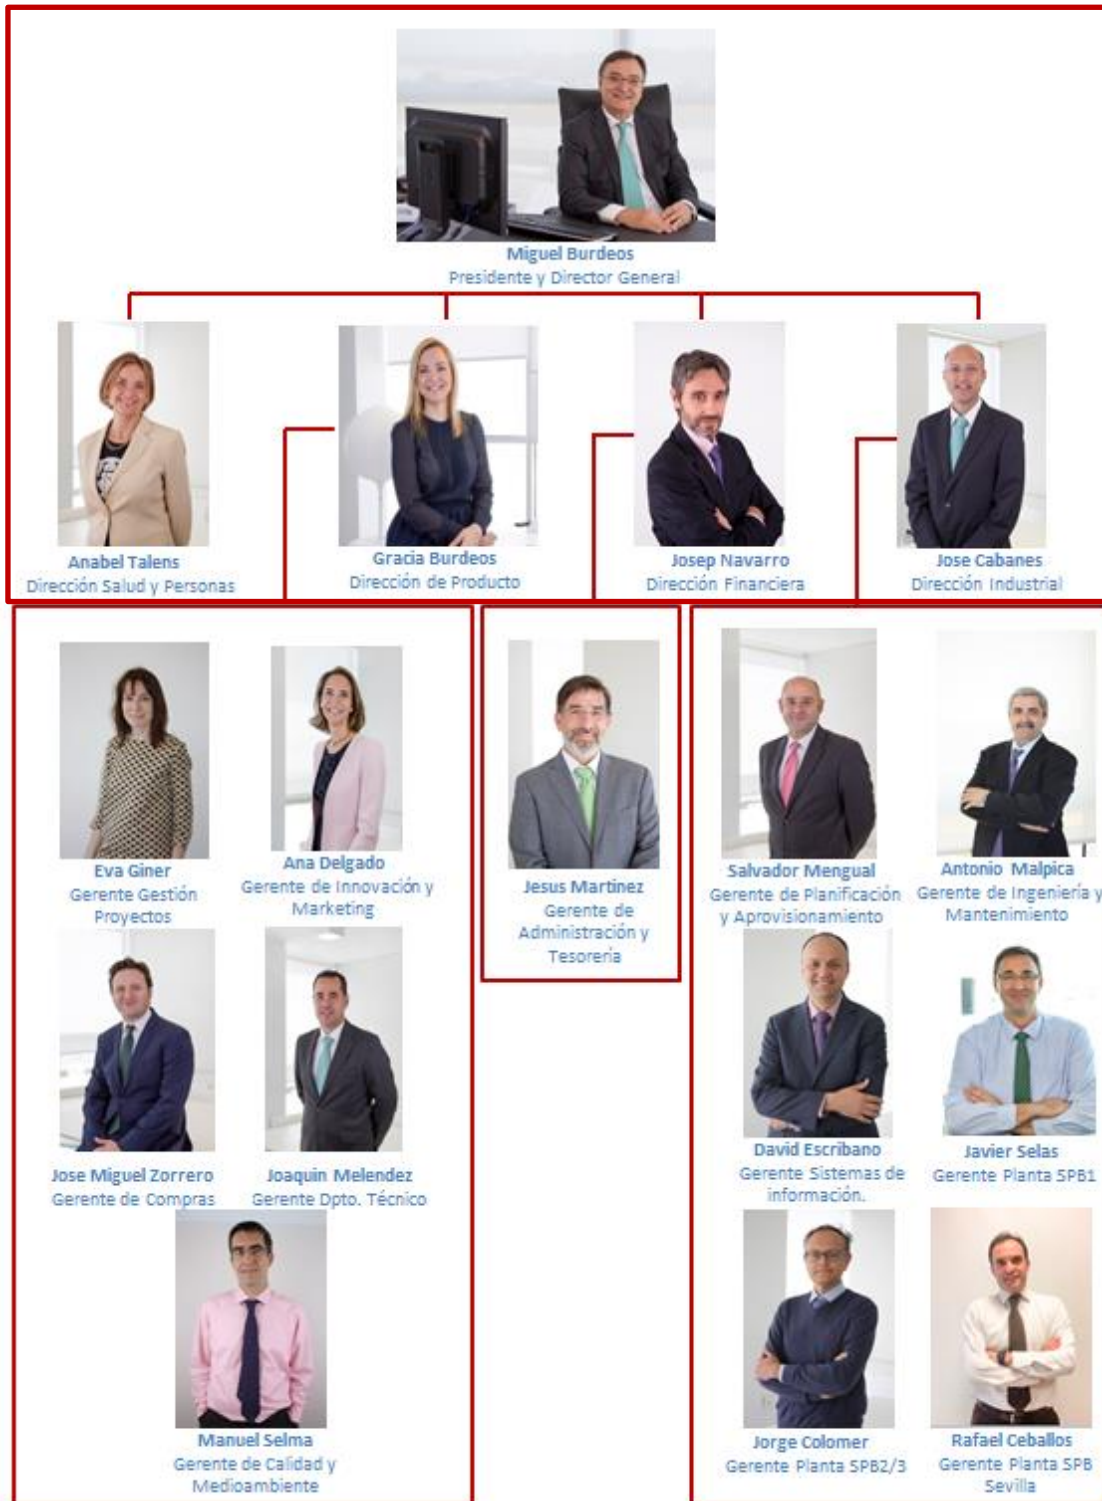 Miguel Burdeos
Presidente y Director General
Anabel Talens
Dirección Salud y Personas
Gracia Burdeos
Dirección de Producto
Josep Navarro
Dirección Financiera
Jose Cabanes
Dirección Industrial
Eva Giner
Gerente Gestión
Proyectos
Ana Delgado
Gerente de Innovación y
Marketing
Jesus Martinez
Gerente de
Administración y
Tesorería
Salvador Mengual
Gerente de Planificación
y Aprovisionamiento
Antonio Malpica
Gerente de Ingeniería y
Mantenimiento
Jose Miguel Zorrero
Gerente de Compras
Joaquin Melendez
Gerente Dpto. Técnico
David Escribano
Gerente Sistemas de
información.
Javier Selas
Gerente Planta SPB1
Manuel Selma
Gerente de Calidad y
Medioambiente
Jorge Colomer
Gerente Planta SPB2/3
Rafael Ceballos
Gerente Planta SPB
Sevilla